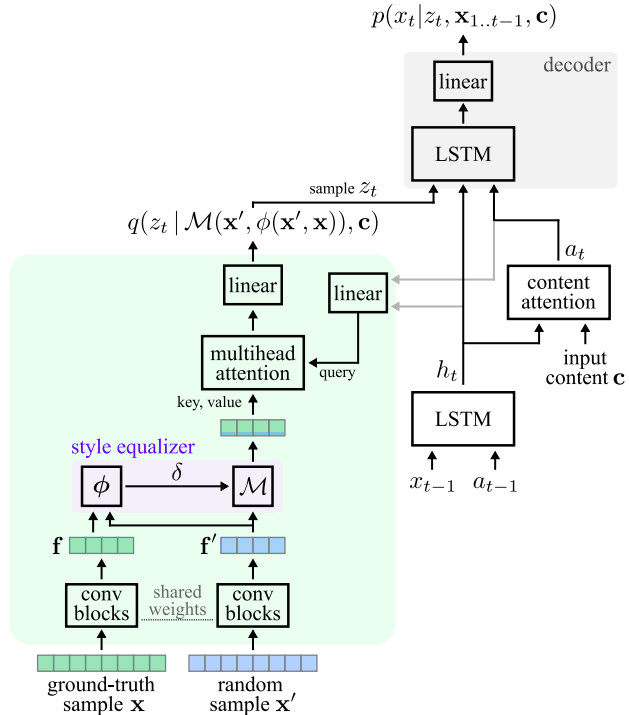 p(x_t|z_t, x_{1..t−1}, c)
decoder
linear
LSTM
sample z_t
q(z_t | ℳ(x′, ϕ(x′, x)), c)
a_t
linear
linear
content
attention
multihead
attention
query
input
content c
h_t
key, value
LSTM
style equalizer
ϕ
δ
ℳ
x_{t−1}
a_{t−1}
f
f′
conv
blocks
shared
weights
conv
blocks
ground-truth
sample x
random
sample x′